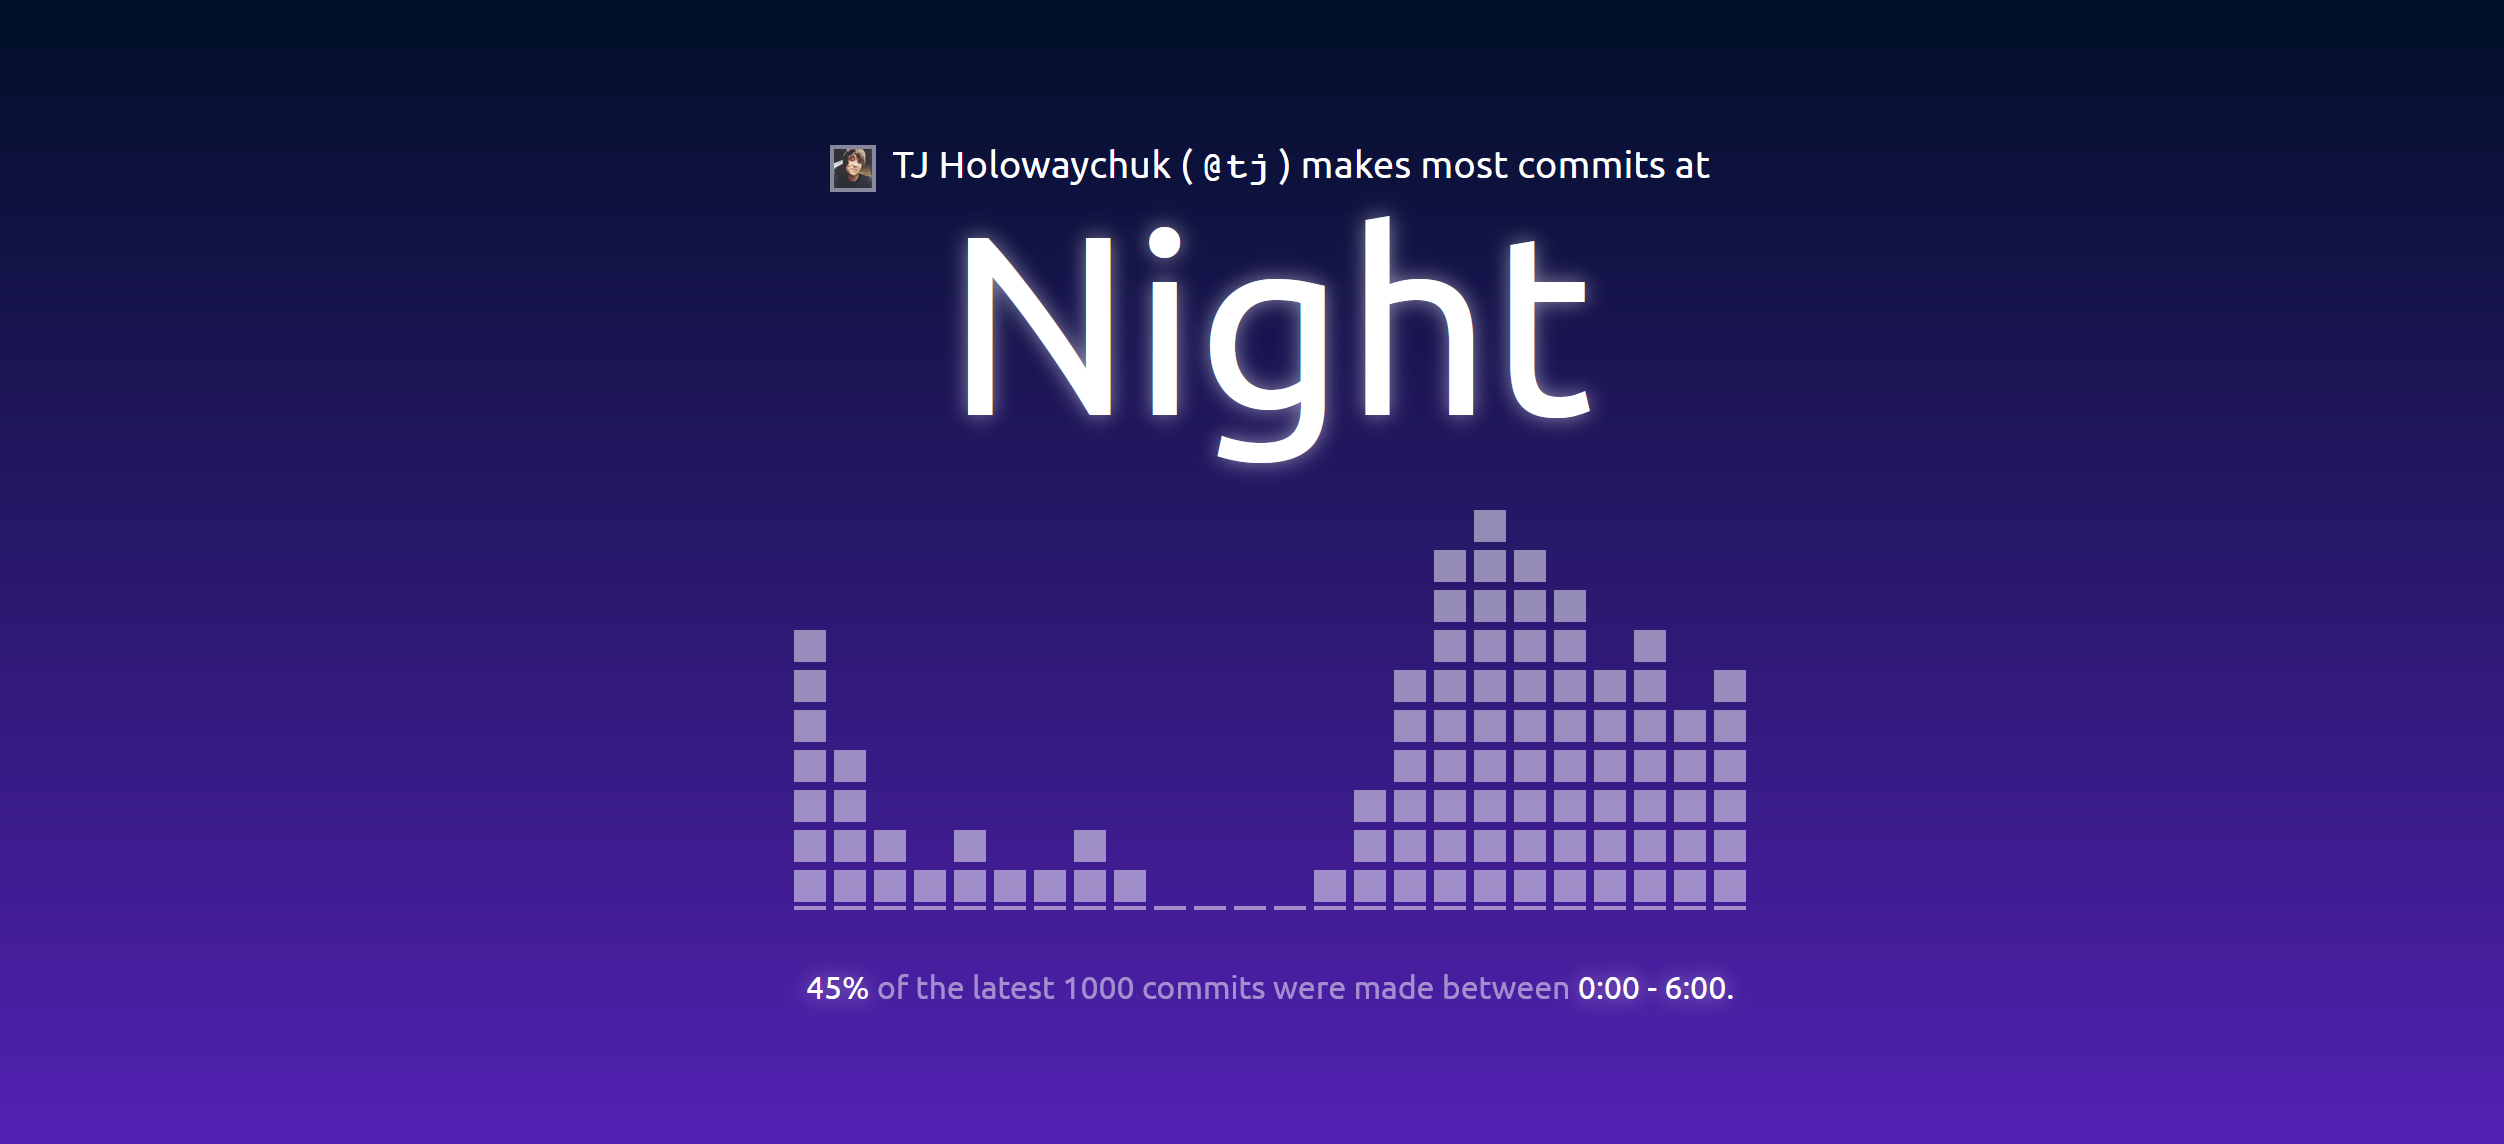 TJ Holowaychuk (@tj) makes most commits at
Night
45% of the latest 1000 commits were made between 0:00 - 6:00.